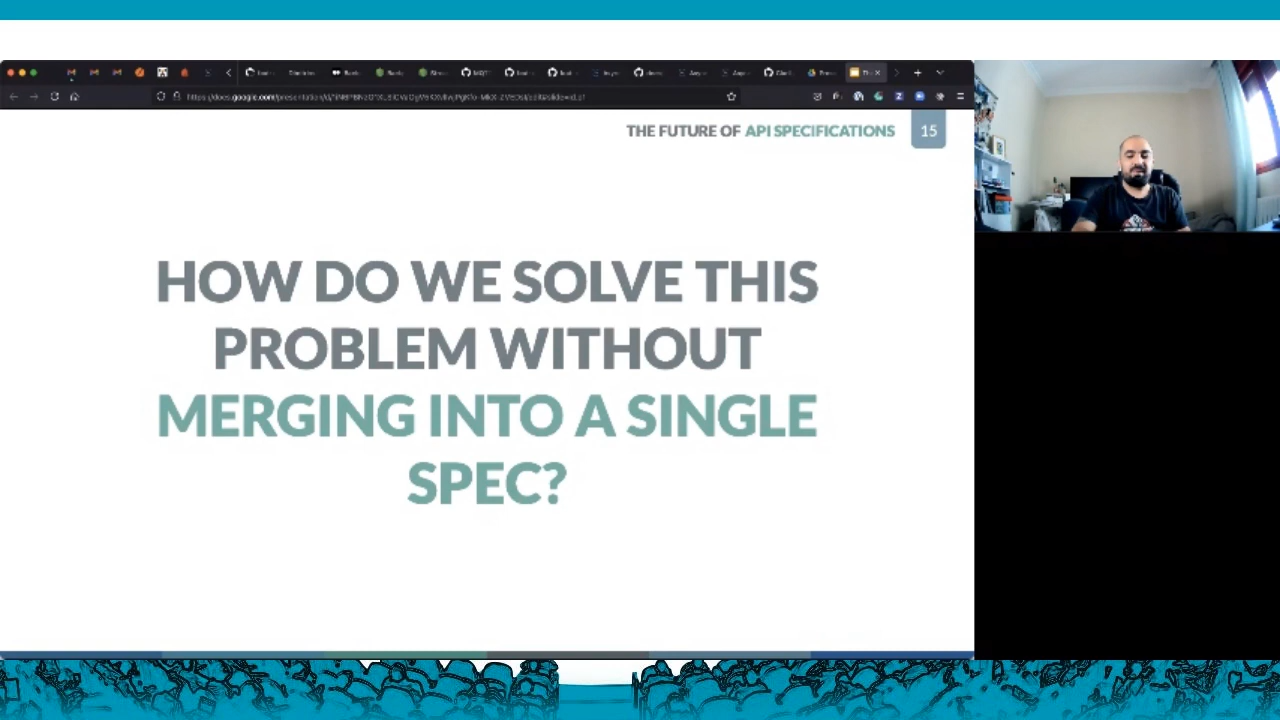 THE FUTURE OF API SPECIFICATIONS 15
HOW DO WE SOLVE THIS
PROBLEM WITHOUT
MERGING INTO A SINGLE
SPEC?